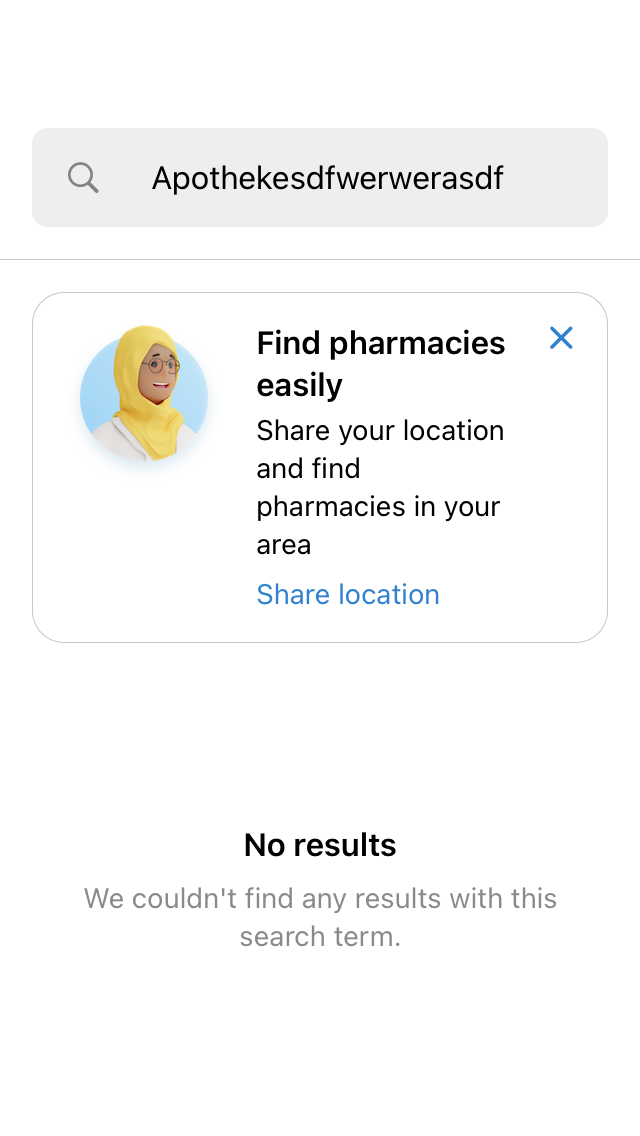 Apothekesdfwerwerasdf
Find pharmacies
easily
Share your location
and find
pharmacies in your
area
Share location
No results
We couldn't find any results with this
search term.